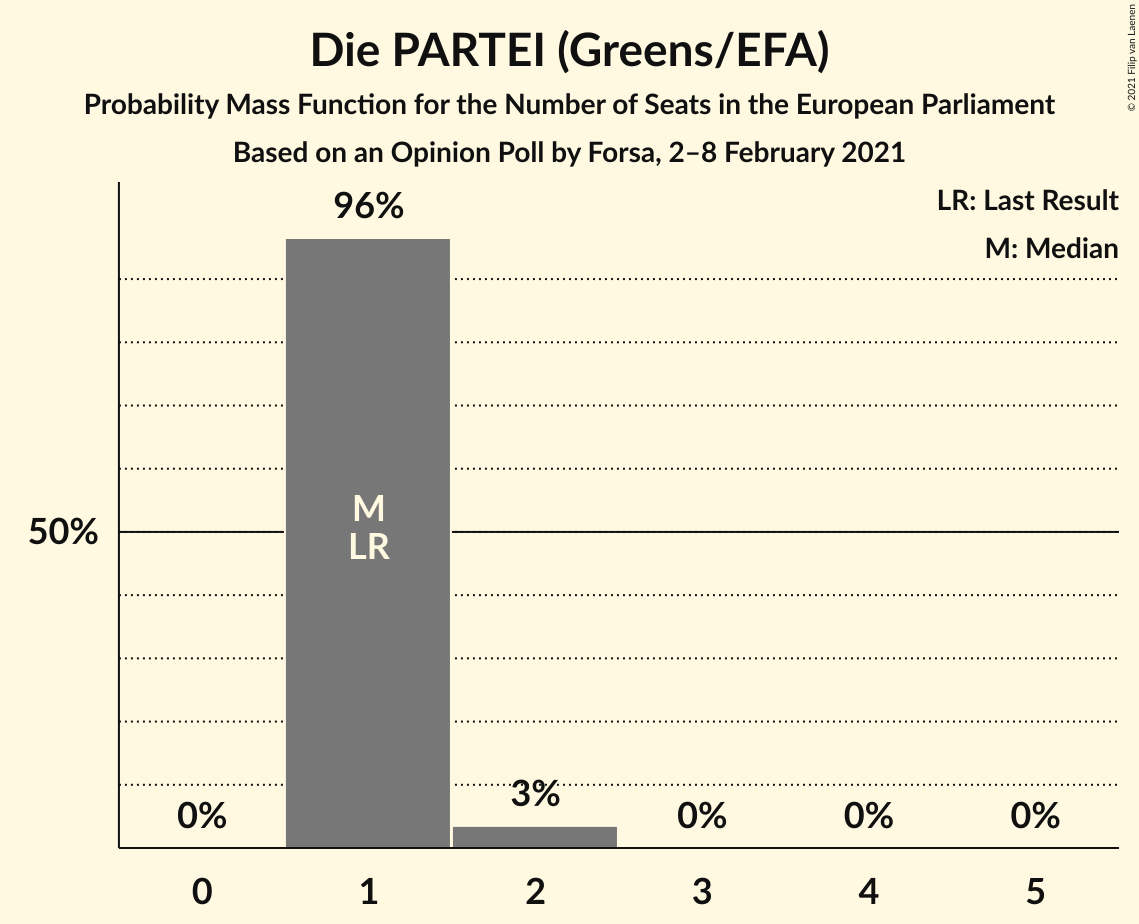 Die PARTEI (Greens/EFA)
Probability Mass Function for the Number of Seats in the European Parliament
Based on an Opinion Poll by Forsa, 2–8 February 2021
© 2021 Filip van Laenen
LR: Last Result
M: Median
96%
50%
M
LR
0%
3%
0%
0%
0%
0
1
2
3
4
5